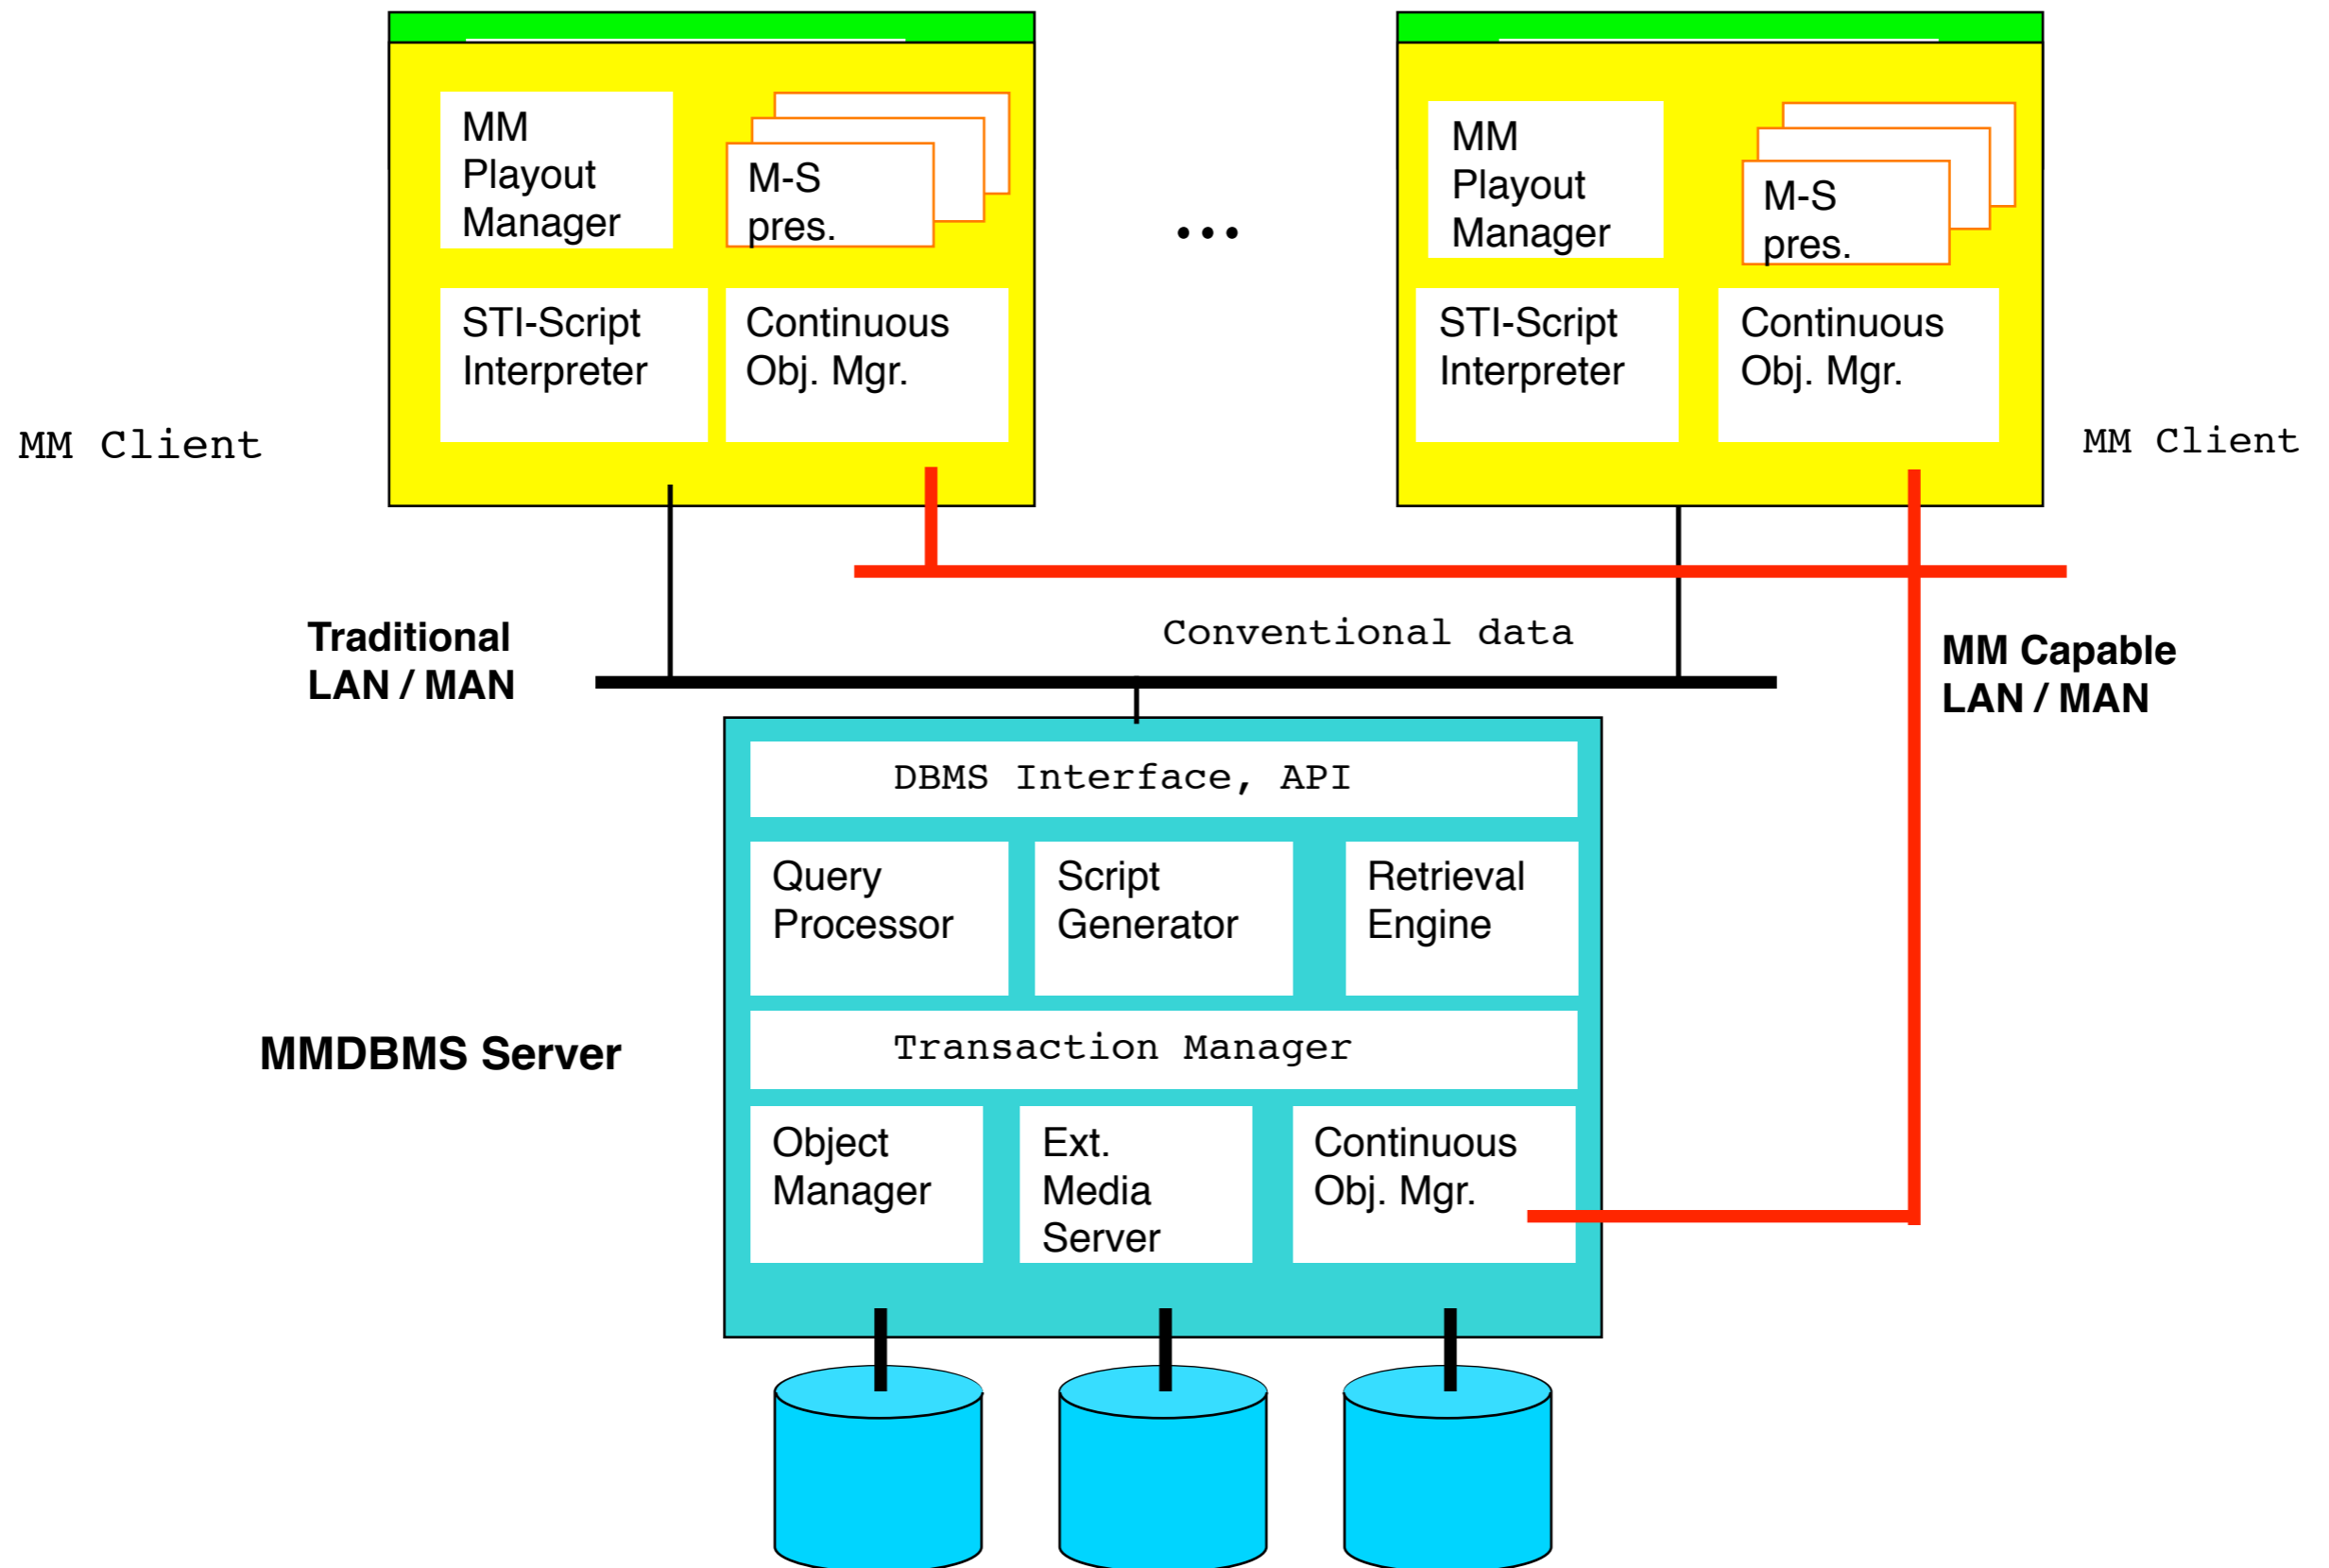 MM
Playout
Manager
M-S
pres.
STI-Script
Interpreter
Continuous
Obj. Mgr.
MM Client
...
MM
Playout
Manager
M-S
pres.
STI-Script
Interpreter
Continuous
Obj. Mgr.
MM Client
Traditional
LAN / MAN
Conventional data
MM Capable
LAN / MAN
MMDBMS Server
DBMS Interface, API
Query
Processor
Script
Generator
Retrieval
Engine
Transaction Manager
Object
Manager
Ext.
Media
Server
Continuous
Obj. Mgr.